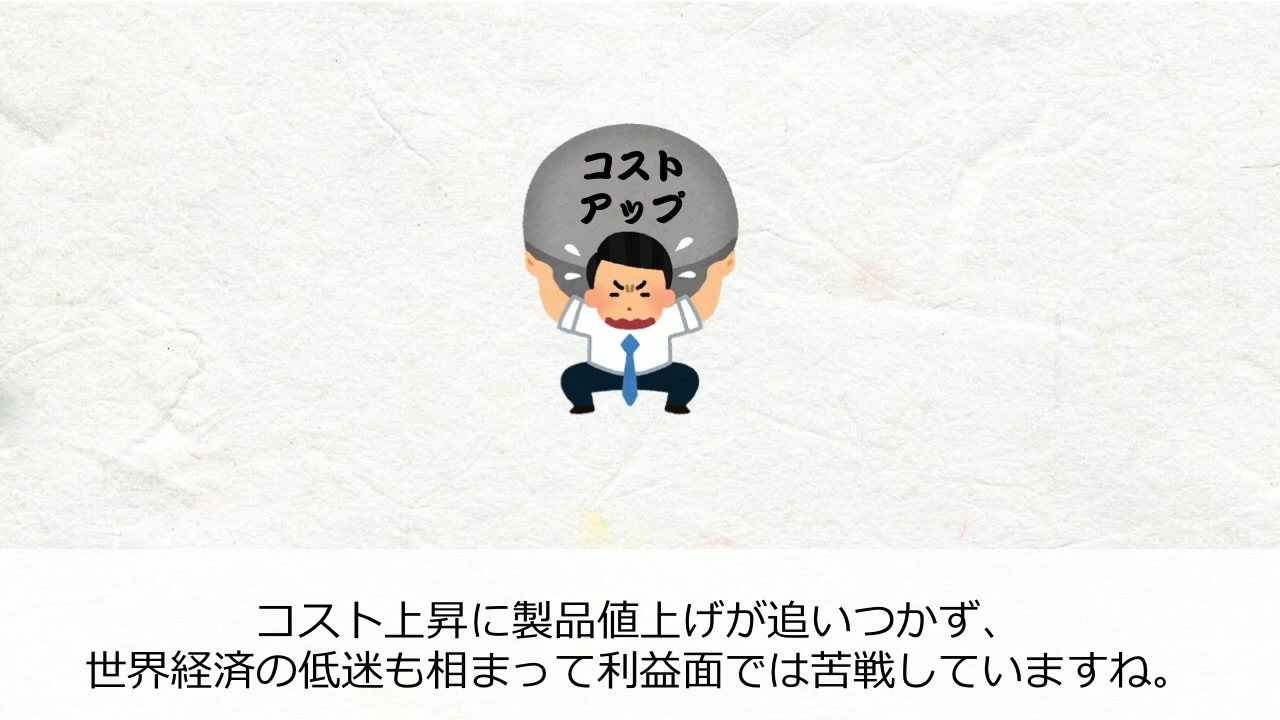 コスト
アップ
コスト上昇に製品値上げが追いつかず、
世界経済の低迷も相まって利益面では苦戦していますね。